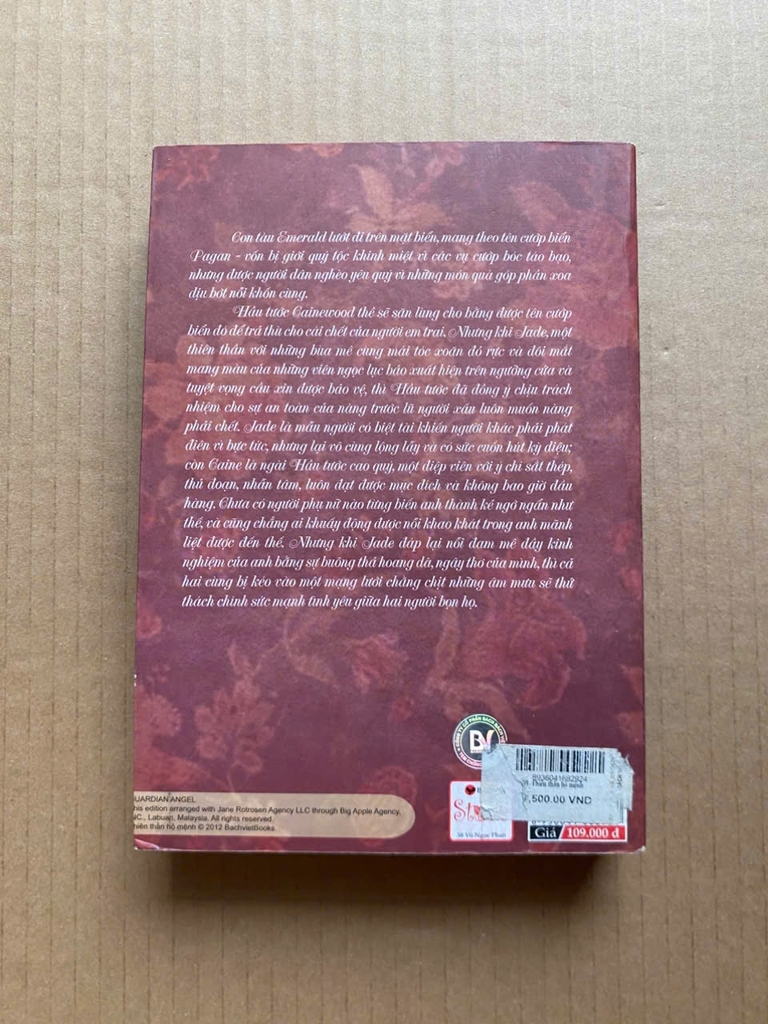 Con tàu Emerald lướt đi trên mặt biển, mang theo tên cướp biển
Pagan - vốn bị giới quý tộc khinh miệt vì các vụ cướp bóc táo bạo,
nhưng được người dân nghèo yêu quý vì những món quà góp phần xoa
dịu bớt nỗi khốn cùng.
Hầu tước Cainewood thề sẽ săn lùng cho bằng được tên cướp
biển đó để trả thù cho cái chết của người em trai. Nhưng khi Jade, một
thiên thần với những bùa mê cùng mái tóc xoăn đỏ rực và đôi mắt
mang màu của những viên ngọc lục bảo xuất hiện trên ngưỡng cửa và
tuyệt vọng cầu xin được bảo vệ, thì Hầu tước đã đồng ý chịu trách
nhiệm cho sự an toàn của nàng trước lũ người xấu luôn muốn nàng
phải chết. Jade là mẫu người có biệt tài khiến người khác phải phát
điên vì bực tức, nhưng lại vô cùng lộng lẫy và có sức cuốn hút kỳ diệu;
còn Caine là ngài Hầu tước cao quý, một điệp viên với ý chí sắt thép,
thủ đoạn, nhẫn tâm, luôn đạt được mục đích và không bao giờ đầu
hàng. Chưa có người phụ nữ nào từng biến anh thành kẻ ngớ ngẩn như
thế, và cũng chẳng ai khuấy động được nỗi khao khát trong anh mãnh
liệt được đến thế. Nhưng khi Jade đáp lại nỗi đam mê đầy kinh
nghiệm của anh bằng sự buông thả hoang dã, ngây thơ của mình, thì cả
hai cùng bị kéo vào một mạng lưới chằng chịt những âm mưu sẽ thử
thách chính sức mạnh tình yêu giữa hai người bọn họ.
BV
UARDIAN ANGEL
his edition arranged with Jane Rotrosen Agency LLC through Big Apple Agency,
NC., Labuan, Malaysia. All rights reserved.
hiên thần hộ mệnh © 2012 BachvietBooks.
8936041682924
Thiên thần hộ mệnh
,500.00 VND
Giá 109.000 đ